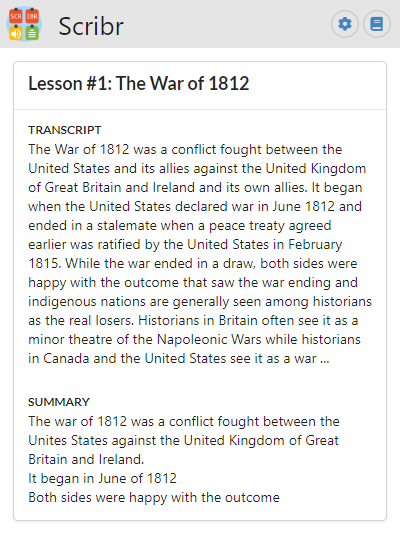 SCR IBR
Scribr
Lesson #1: The War of 1812
TRANSCRIPT
The War of 1812 was a conflict fought between the
United States and its allies against the United Kingdom
of Great Britain and Ireland and its own allies. It began
when the United States declared war in June 1812 and
ended in a stalemate when a peace treaty agreed
earlier was ratified by the United States in February
1815. While the war ended in a draw, both sides were
happy with the outcome that saw the war ending and
indigenous nations are generally seen among historians
as the real losers. Historians in Britain often see it as a
minor theatre of the Napoleonic Wars while historians
in Canada and the United States see it as a war ...
SUMMARY
The war of 1812 was a conflict fought between the
Unites States against the United Kingdom of Great
Britain and Ireland.
It began in June of 1812
Both sides were happy with the outcome